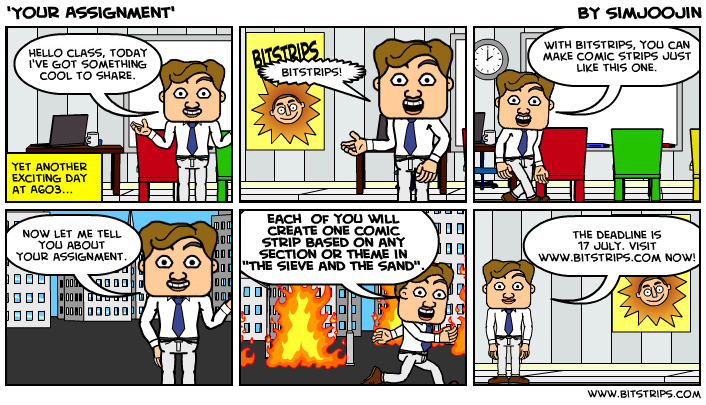 'YOUR ASSIGNMENT'
BY SIMJOOJIN
HELLO CLASS, TODAY
I'VE GOT SOMETHING
COOL TO SHARE.
YET ANOTHER
EXCITING DAY
AT AG03...
BITSTRIPS
BITSTRIPS!
WITH BITSTRIPS, YOU CAN
MAKE COMIC STRIPS JUST
LIKE THIS ONE.
NOW LET ME TELL
YOU ABOUT
YOUR ASSIGNMENT.
EACH OF YOU WILL
CREATE ONE COMIC
STRIP BASED ON ANY
SECTION OR THEME IN
"THE SIEVE AND THE SAND".
THE DEADLINE IS
17 JULY. VISIT
WWW.BITSTRIPS.COM NOW!
WWW.BITSTRIPS.COM